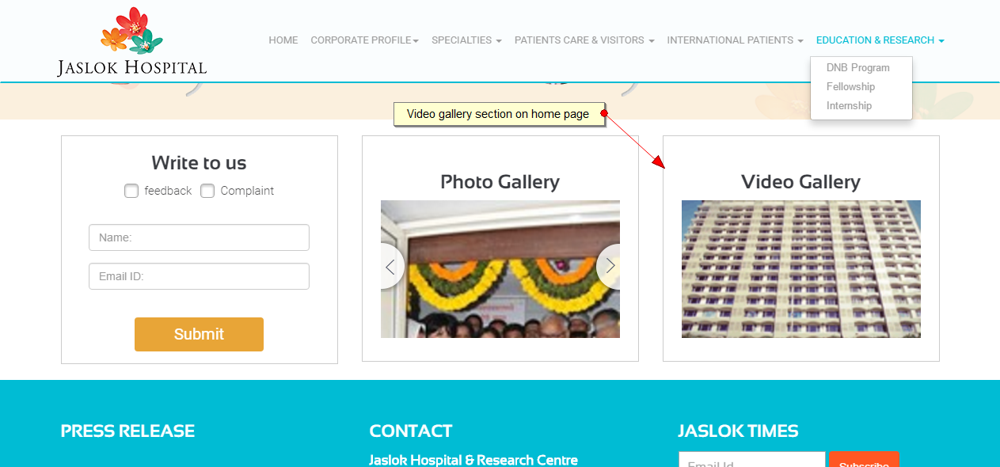 JASLOK HOSPITAL
HOME CORPORATE PROFILE SPECIALTIES PATIENTS CARE & VISITORS INTERNATIONAL PATIENTS EDUCATION & RESEARCH
DNB Program
Fellowship
Internship
Video gallery section on home page
Write to us
feedback Complaint
Name:
Email ID:
Submit
Photo Gallery
Video Gallery
PRESS RELEASE
CONTACT
Jaslok Hospital & Research Centre
JASLOK TIMES
Email Id
Subscribe